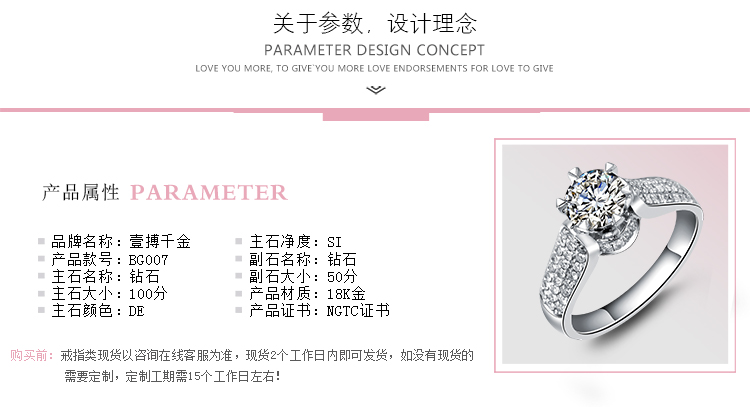 关于参数，设计理念
PARAMETER DESIGN CONCEPT
LOVE YOU MORE, TO GIVE YOU MORE LOVE ENDORSEMENTS FOR LOVE TO GIVE
产品属性 PARAMETER
品牌名称：壹搏千金 主石净度：SI
产品款号：BG007 副石名称：钻石
主石名称：钻石 副石大小：50分
主石大小：100分 产品材质：18K金
主石颜色：DE 产品证书：NGTC证书
购买前：戒指类现货以咨询在线客服为准，现货2个工作日内即可发货，如没有现货的
需要定制，定制工期需15个工作日左右！